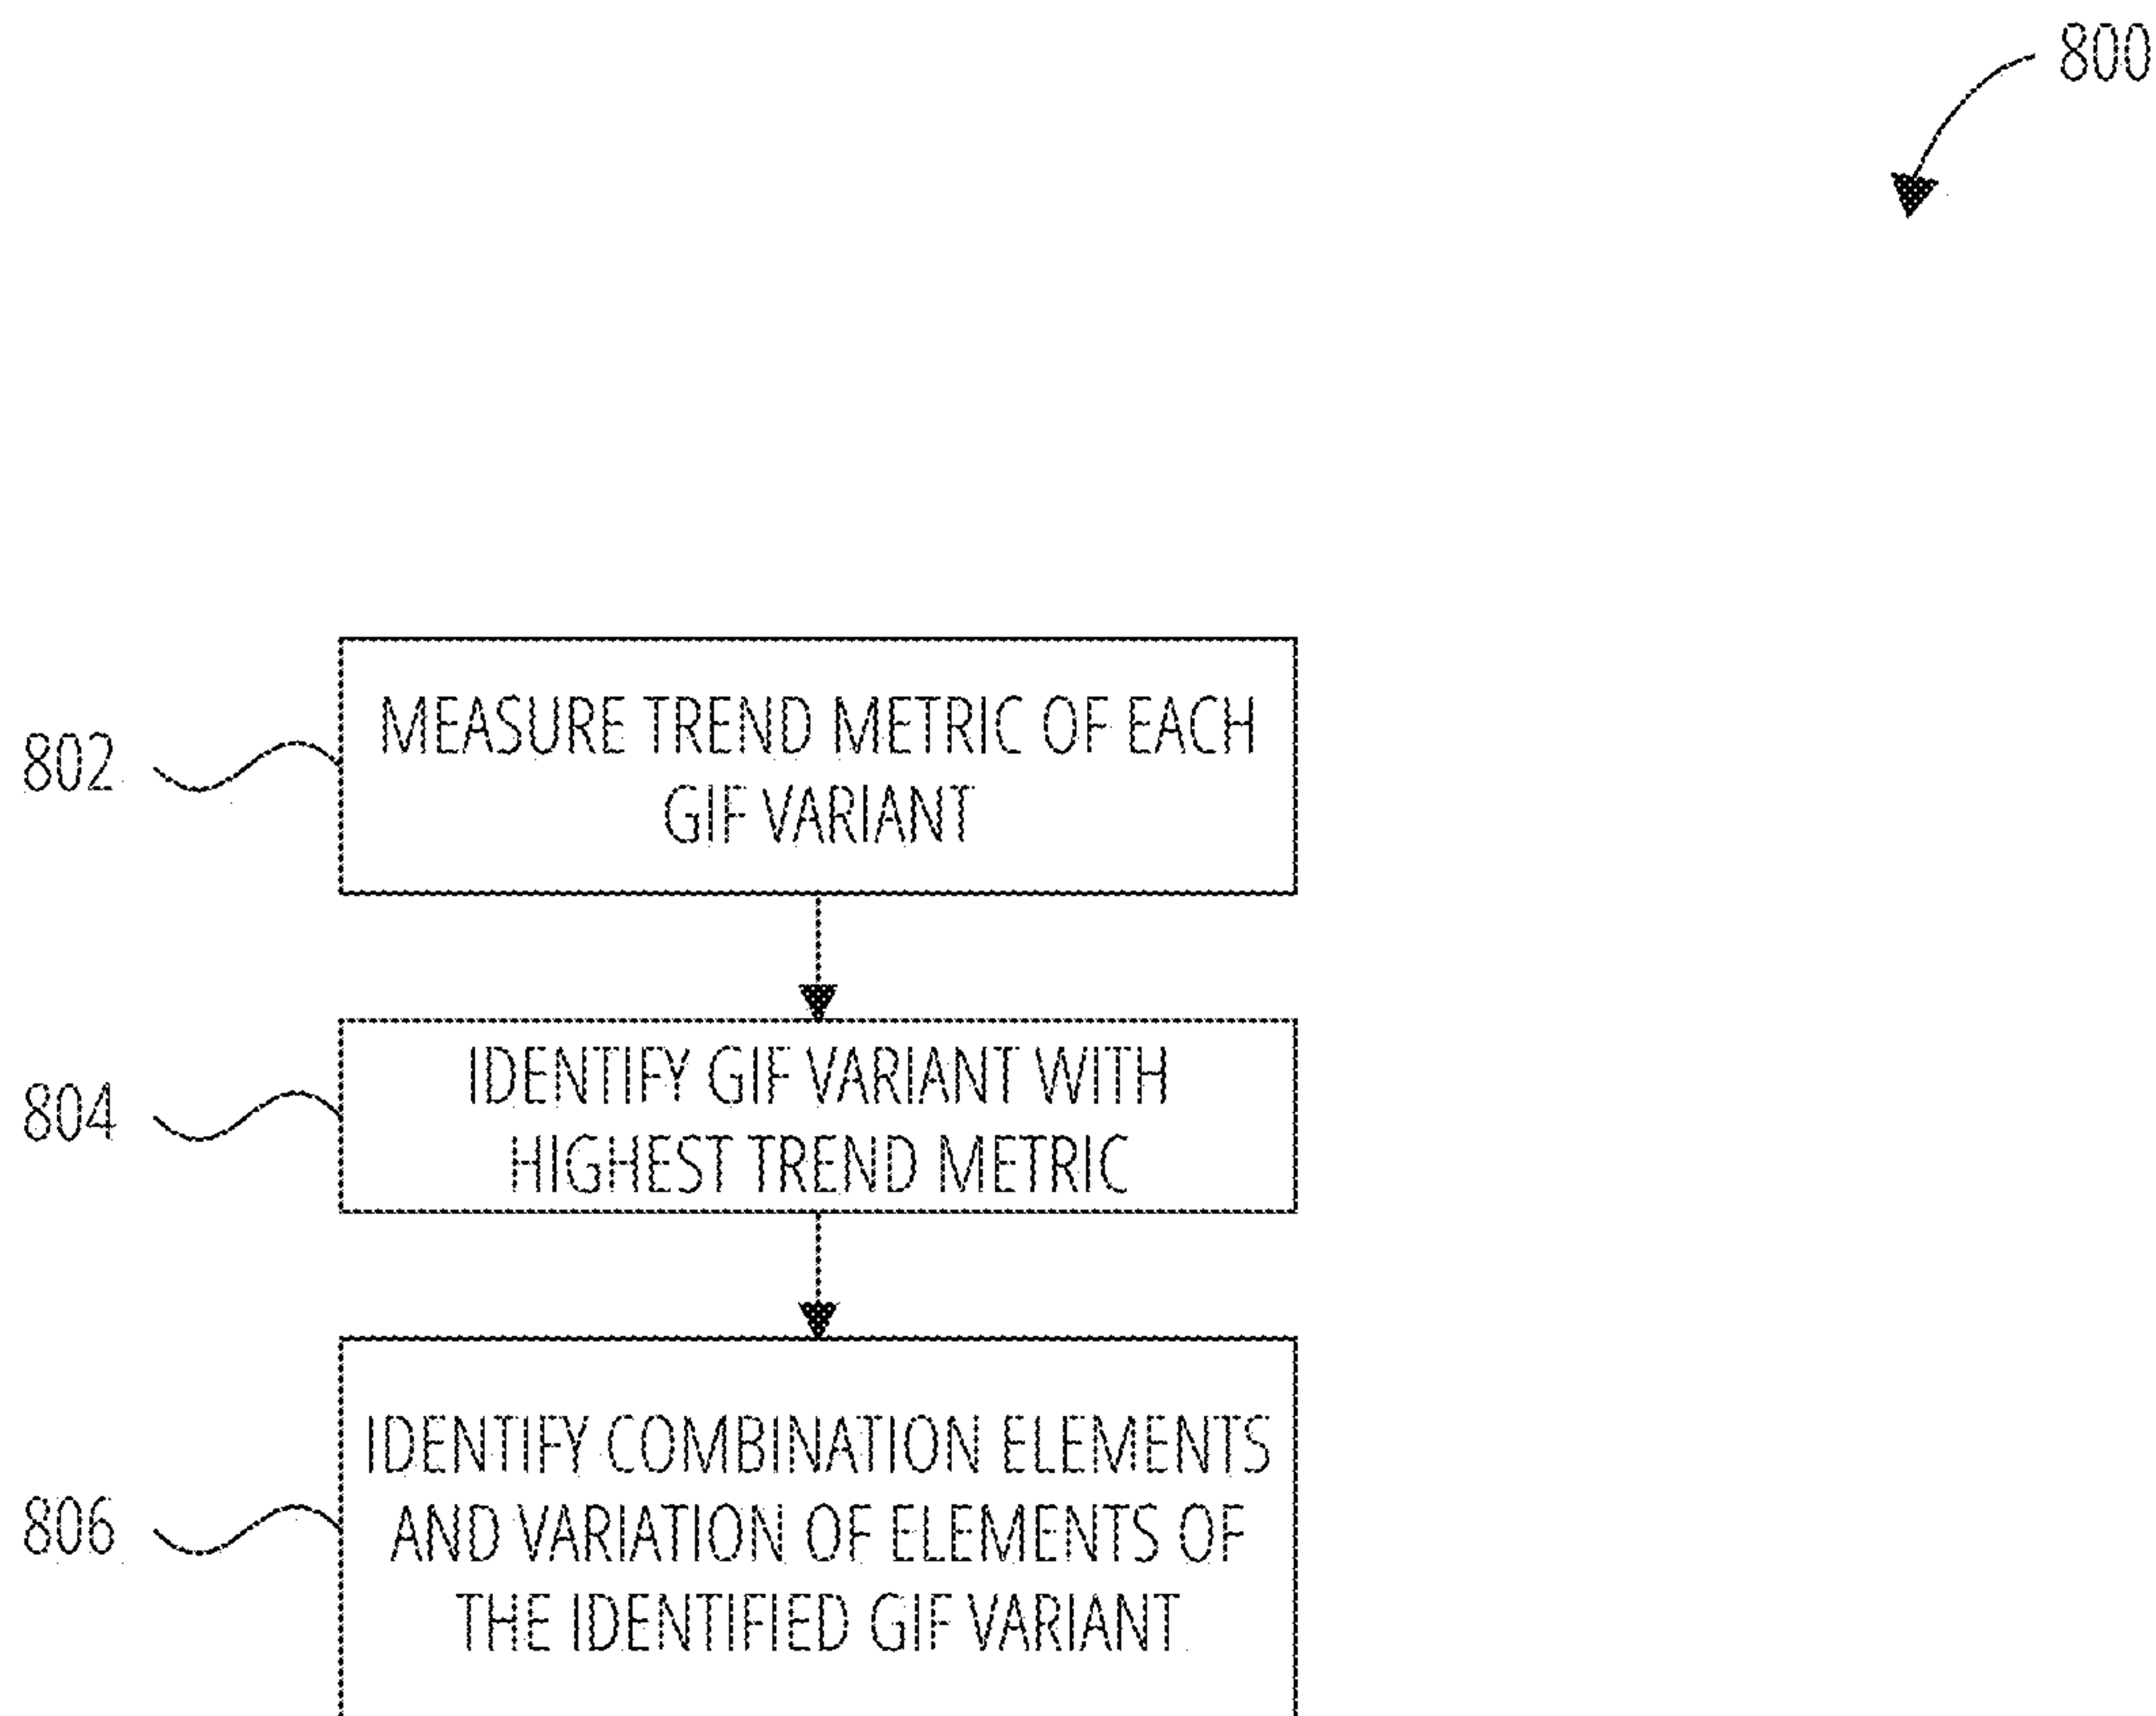 800
802
MEASURE TREND METRIC OF EACH
GIF VARIANT
804
IDENTIFY GIF VARIANT WITH
HIGHEST TREND METRIC
806
IDENTIFY COMBINATION ELEMENTS
AND VARIATION OF ELEMENTS OF
THE IDENTIFIED GIF VARIANT